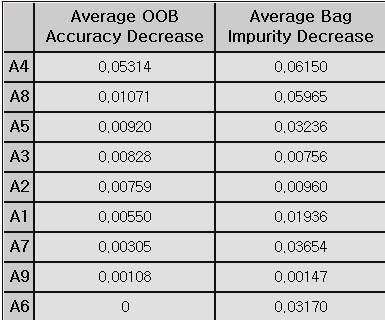 Average OOB Accuracy Decrease | Average Bag Impurity Decrease
A4 0,05314 0,06150
A8 0,01071 0,05965
A5 0,00920 0,03236
A3 0,00828 0,00756
A2 0,00759 0,00960
A1 0,00550 0,01936
A7 0,00305 0,03654
A9 0,00108 0,00147
A6 0 0,03170